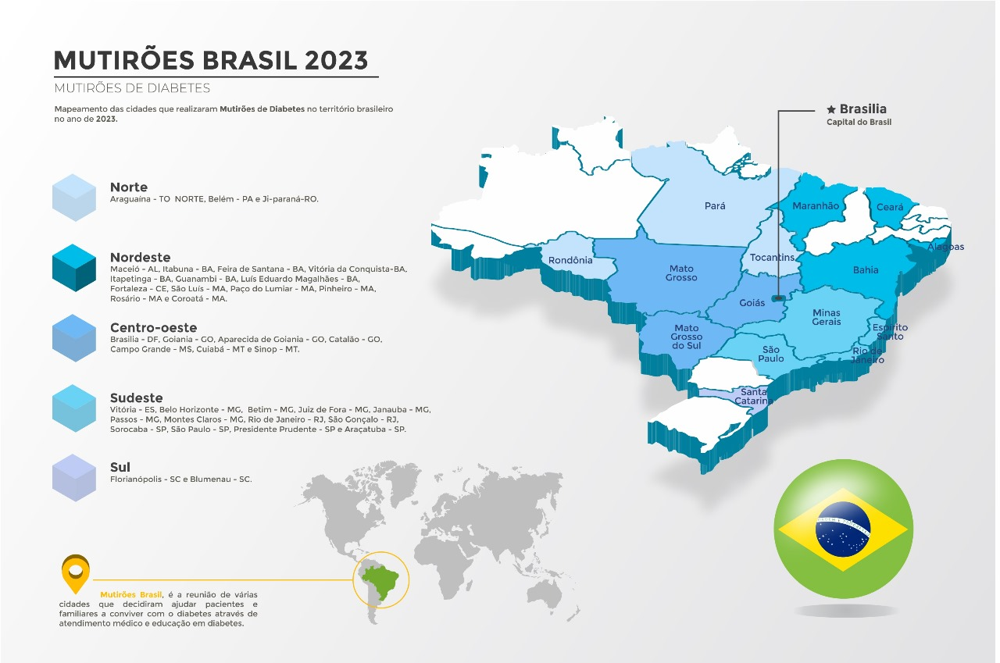 MUTIRÕES BRASIL 2023
MUTIRÕES DE DIABETES
Mapeamento das cidades que realizaram Mutirões de Diabetes no território brasileiro
no ano de 2023.
★ Brasilia
Capital do Brasil
Norte
Araguaína - TO NORTE, Belém - PA e Ji-paraná-RO.
Nordeste
Maceió - AL, Itabuna - BA, Feira de Santana - BA, Vitória da Conquista-BA,
Itapetinga - BA, Guanambi - BA, Luís Eduardo Magalhães - BA,
Fortaleza - CE, São Luís - MA, Paço do Lumiar - MA, Pinheiro - MA,
Rosário - MA e Coroatá - MA.
Centro-oeste
Brasilia - DF, Goiania - GO, Aparecida de Goiania - GO, Catalão - GO,
Campo Grande - MS, Cuiabá - MT e Sinop - MT.
Sudeste
Vitória - ES, Belo Horizonte - MG, Betim - MG, Juiz de Fora - MG, Janauba - MG,
Passos - MG, Montes Claros - MG, Rio de Janeiro - RJ, São Gonçalo - RJ,
Sorocaba - SP, São Paulo - SP, Presidente Prudente - SP e Araçatuba - SP.
Sul
Florianópolis - SC e Blumenau - SC.
Pará
Maranhão
Ceará
Alagoas
Rondônia
Tocantins
Mato
Grosso
Bahia
Goiás
Minas
Gerais
Mato
Grosso
do Sul
Espírito
Santo
São
Paulo
Rio de
Janeiro
Santa
Catarina
Mutirões Brasil, é a reunião de várias
cidades que decidiram ajudar pacientes e
familiares a conviver com o diabetes através de
atendimento médico e educação em diabetes.